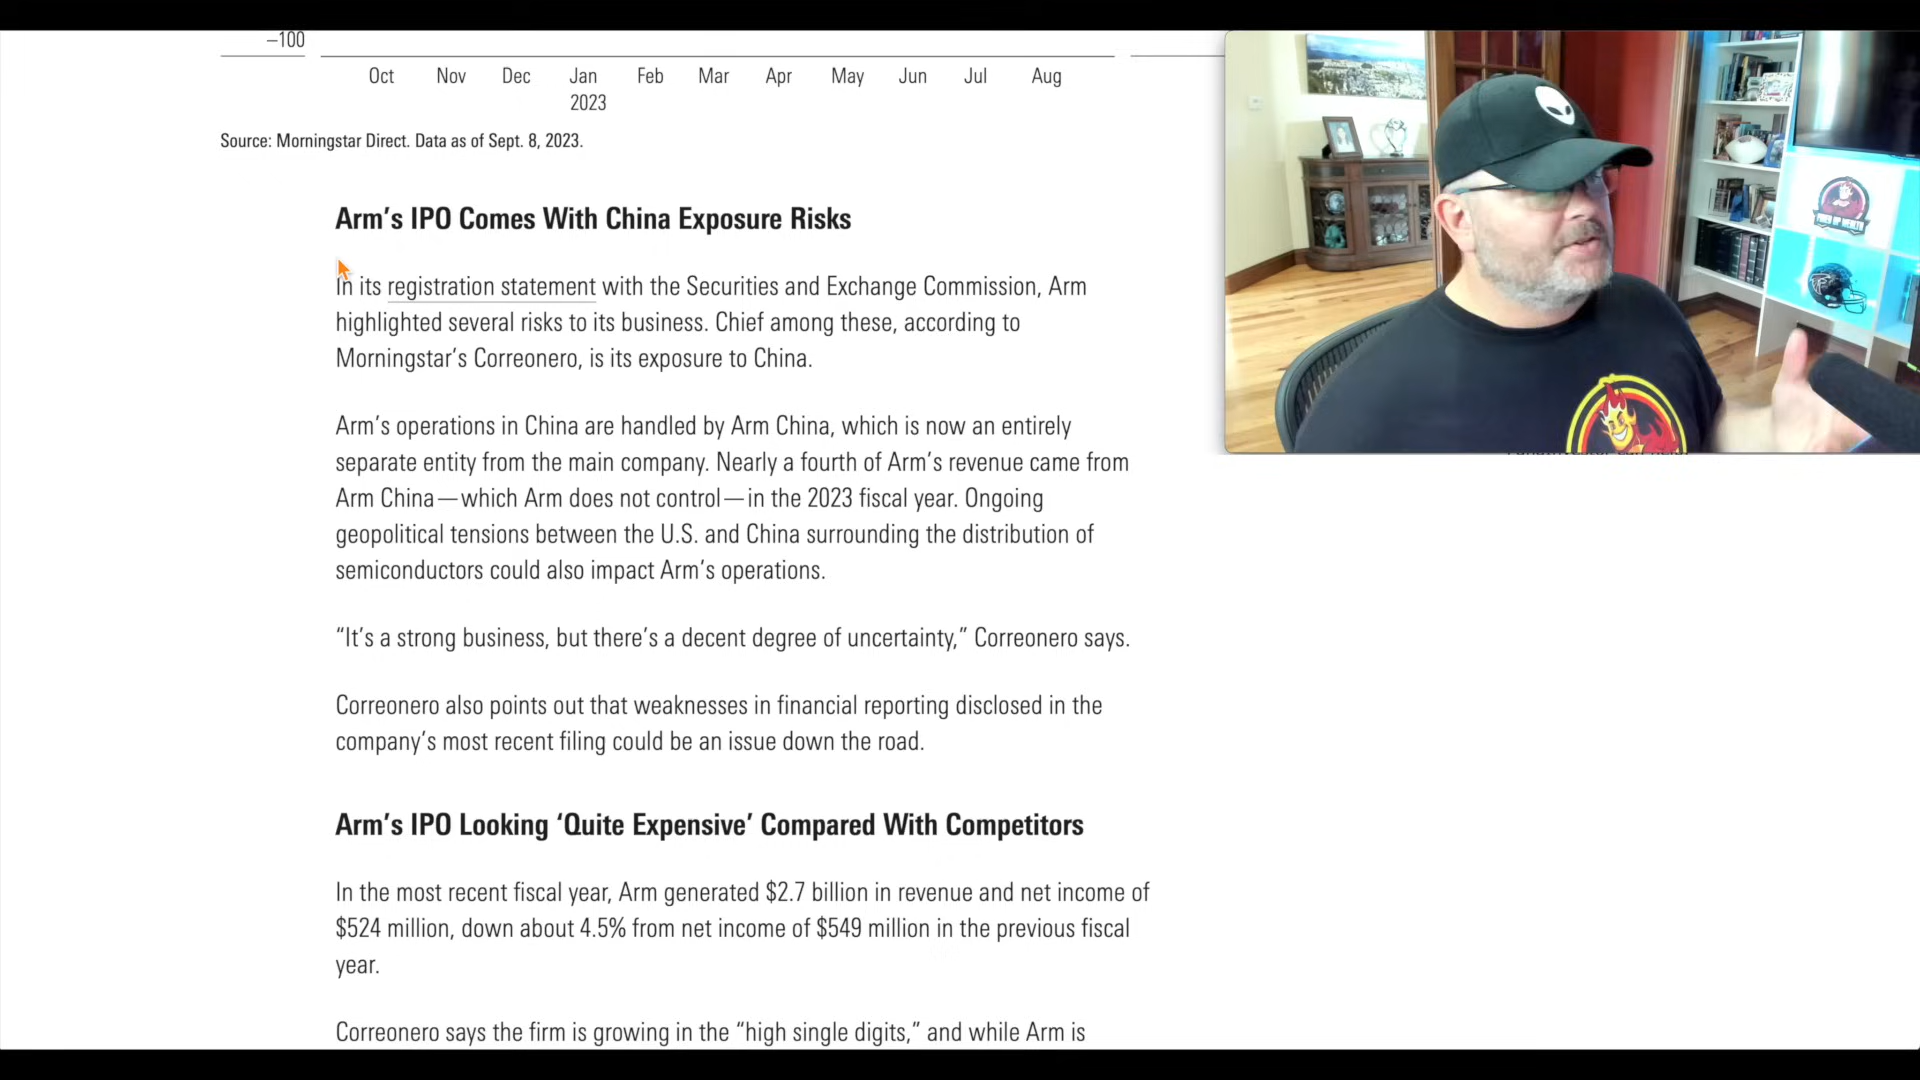 –100
Oct Nov Dec Jan Feb Mar Apr May Jun Jul Aug
2023
Source: Morningstar Direct. Data as of Sept. 8, 2023.
Arm’s IPO Comes With China Exposure Risks
In its registration statement with the Securities and Exchange Commission, Arm
highlighted several risks to its business. Chief among these, according to
Morningstar’s Correonero, is its exposure to China.
Arm’s operations in China are handled by Arm China, which is now an entirely
separate entity from the main company. Nearly a fourth of Arm’s revenue came from
Arm China—which Arm does not control—in the 2023 fiscal year. Ongoing
geopolitical tensions between the U.S. and China surrounding the distribution of
semiconductors could also impact Arm’s operations.
“It’s a strong business, but there’s a decent degree of uncertainty,” Correonero says.
Correonero also points out that weaknesses in financial reporting disclosed in the
company’s most recent filing could be an issue down the road.
Arm’s IPO Looking ‘Quite Expensive’ Compared With Competitors
In the most recent fiscal year, Arm generated $2.7 billion in revenue and net income of
$524 million, down about 4.5% from net income of $549 million in the previous fiscal
year.
Correonero says the firm is growing in the “high single digits,” and while Arm is